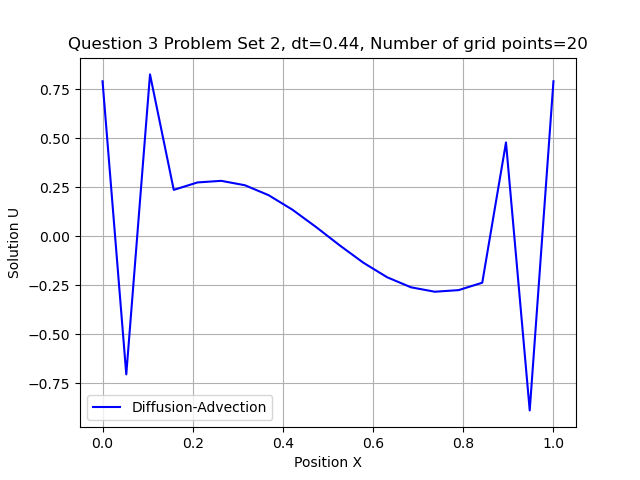 Question 3 Problem Set 2, dt=0.44, Number of grid points=20
Solution U
0.75
0.50
0.25
0.00
−0.25
−0.50
−0.75
Diffusion-Advection
0.0 0.2 0.4 0.6 0.8 1.0
Position X